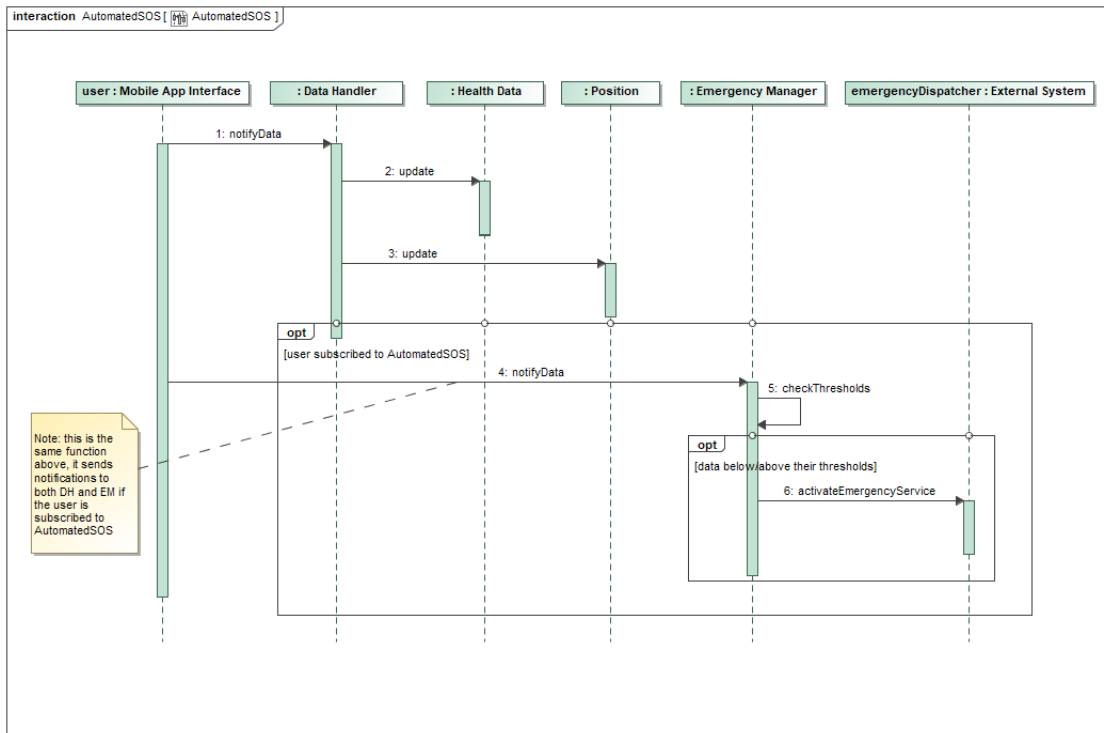 interaction AutomatedSOS [ AutomatedSOS ]
user : Mobile App Interface
: Data Handler
: Health Data
: Position
: Emergency Manager
emergencyDispatcher : External System
1: notifyData
2: update
3: update
opt
[user subscribed to AutomatedSOS]
4: notifyData
5: checkThresholds
Note: this is the
same function
above, it sends
notifications to
both DH and EM if
the user is
subscribed to
AutomatedSOS
opt
[data below/above their thresholds]
6: activateEmergencyService